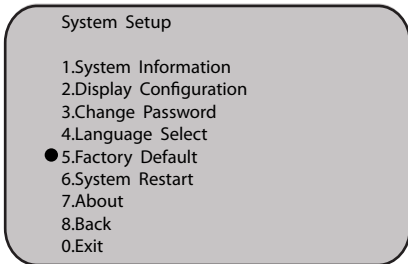 System Setup
1.System Information
2.Display Configuration
3.Change Password
4.Language Select
5.Factory Default
6.System Restart
7.About
8.Back
0.Exit